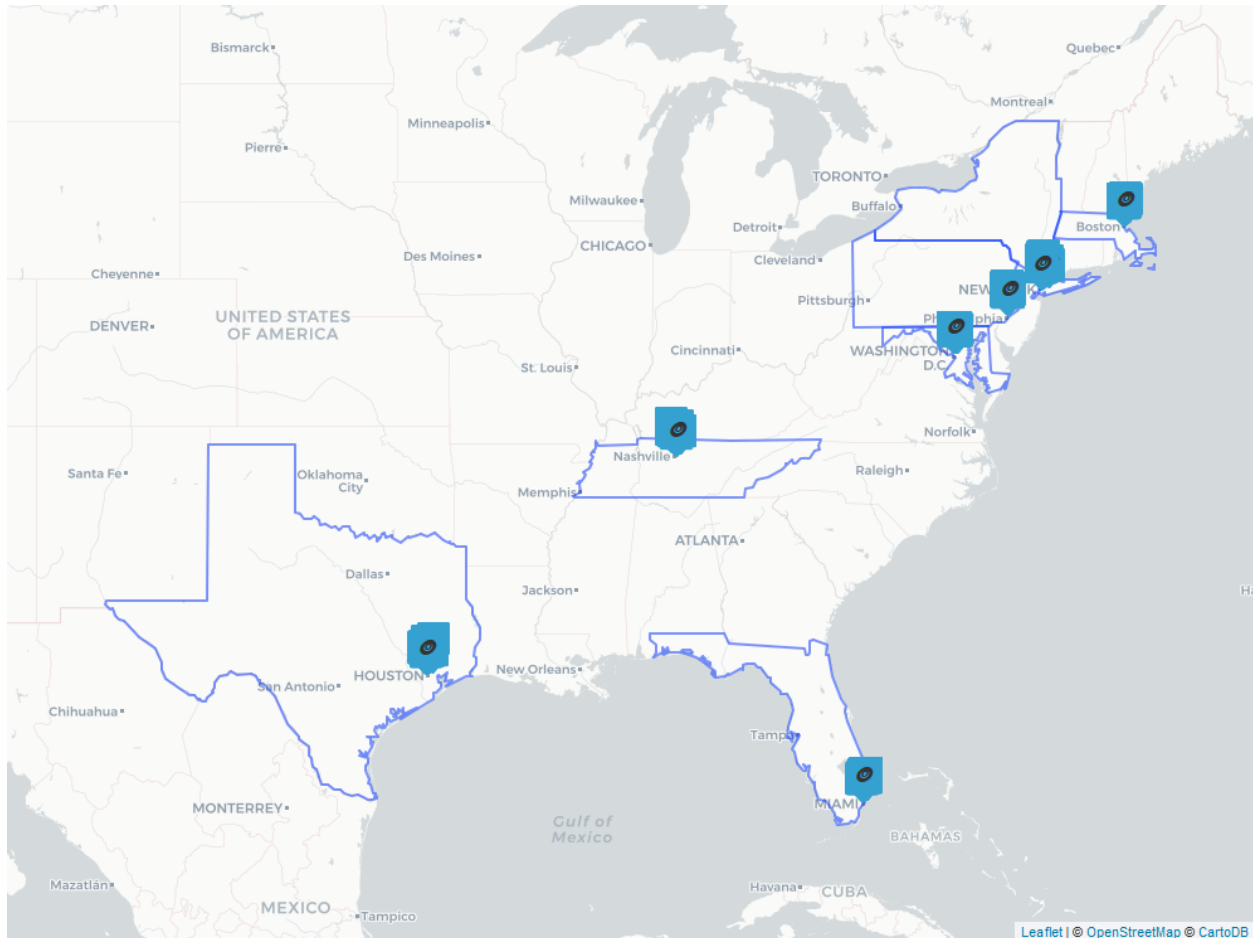 Bismarck
Quebec
Montreal
Minneapolis
Pierre
TORONTO
Milwaukee
Buffalo
Detroit
Boston
CHICAGO
Des Moines
Cleveland
Cheyenne
NEW
K
Pittsburgh
UNITED STATES
OF AMERICA
DENVER
Ph
phia
Cincinnati
WASHINGTON
D.C.
St. Louis
Norfolk
Nashville
Raleigh
Santa Fe
Oklahoma
City
Memphis
ATLANTA
Dallas
Jackson
Ha
New Orleans
HOUSTON
San Antonio
Chihuahua
Tampa
MIAMI
MONTERREY
Gulf of
Mexico
BAHAMAS
Mazatlán
Havana
CUBA
MEXICO
Tampico
Leaflet | © OpenStreetMap © CartoDB